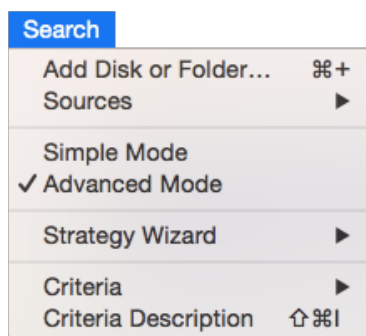 Search
Add Disk or Folder... ⌘+
Sources ▶
Simple Mode
✓ Advanced Mode
Strategy Wizard ▶
Criteria ▶
Criteria Description ⇧⌘I